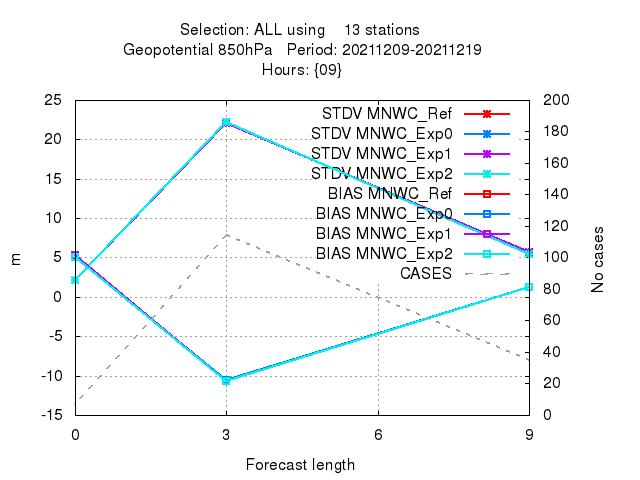 Selection: ALL using 13 stations
Geopotential 850hPa Period: 20211209-20211219
Hours: {09}
STDV MNWC_Ref
STDV MNWC_Exp0
STDV MNWC_Exp1
STDV MNWC_Exp2
BIAS MNWC_Ref
BIAS MNWC_Exp0
BIAS MNWC_Exp1
BIAS MNWC_Exp2
CASES
25
20
15
10
5
0
-5
-10
-15
m
200
180
160
140
120
100
80
60
40
20
0
No cases
0 3 6 9
Forecast length